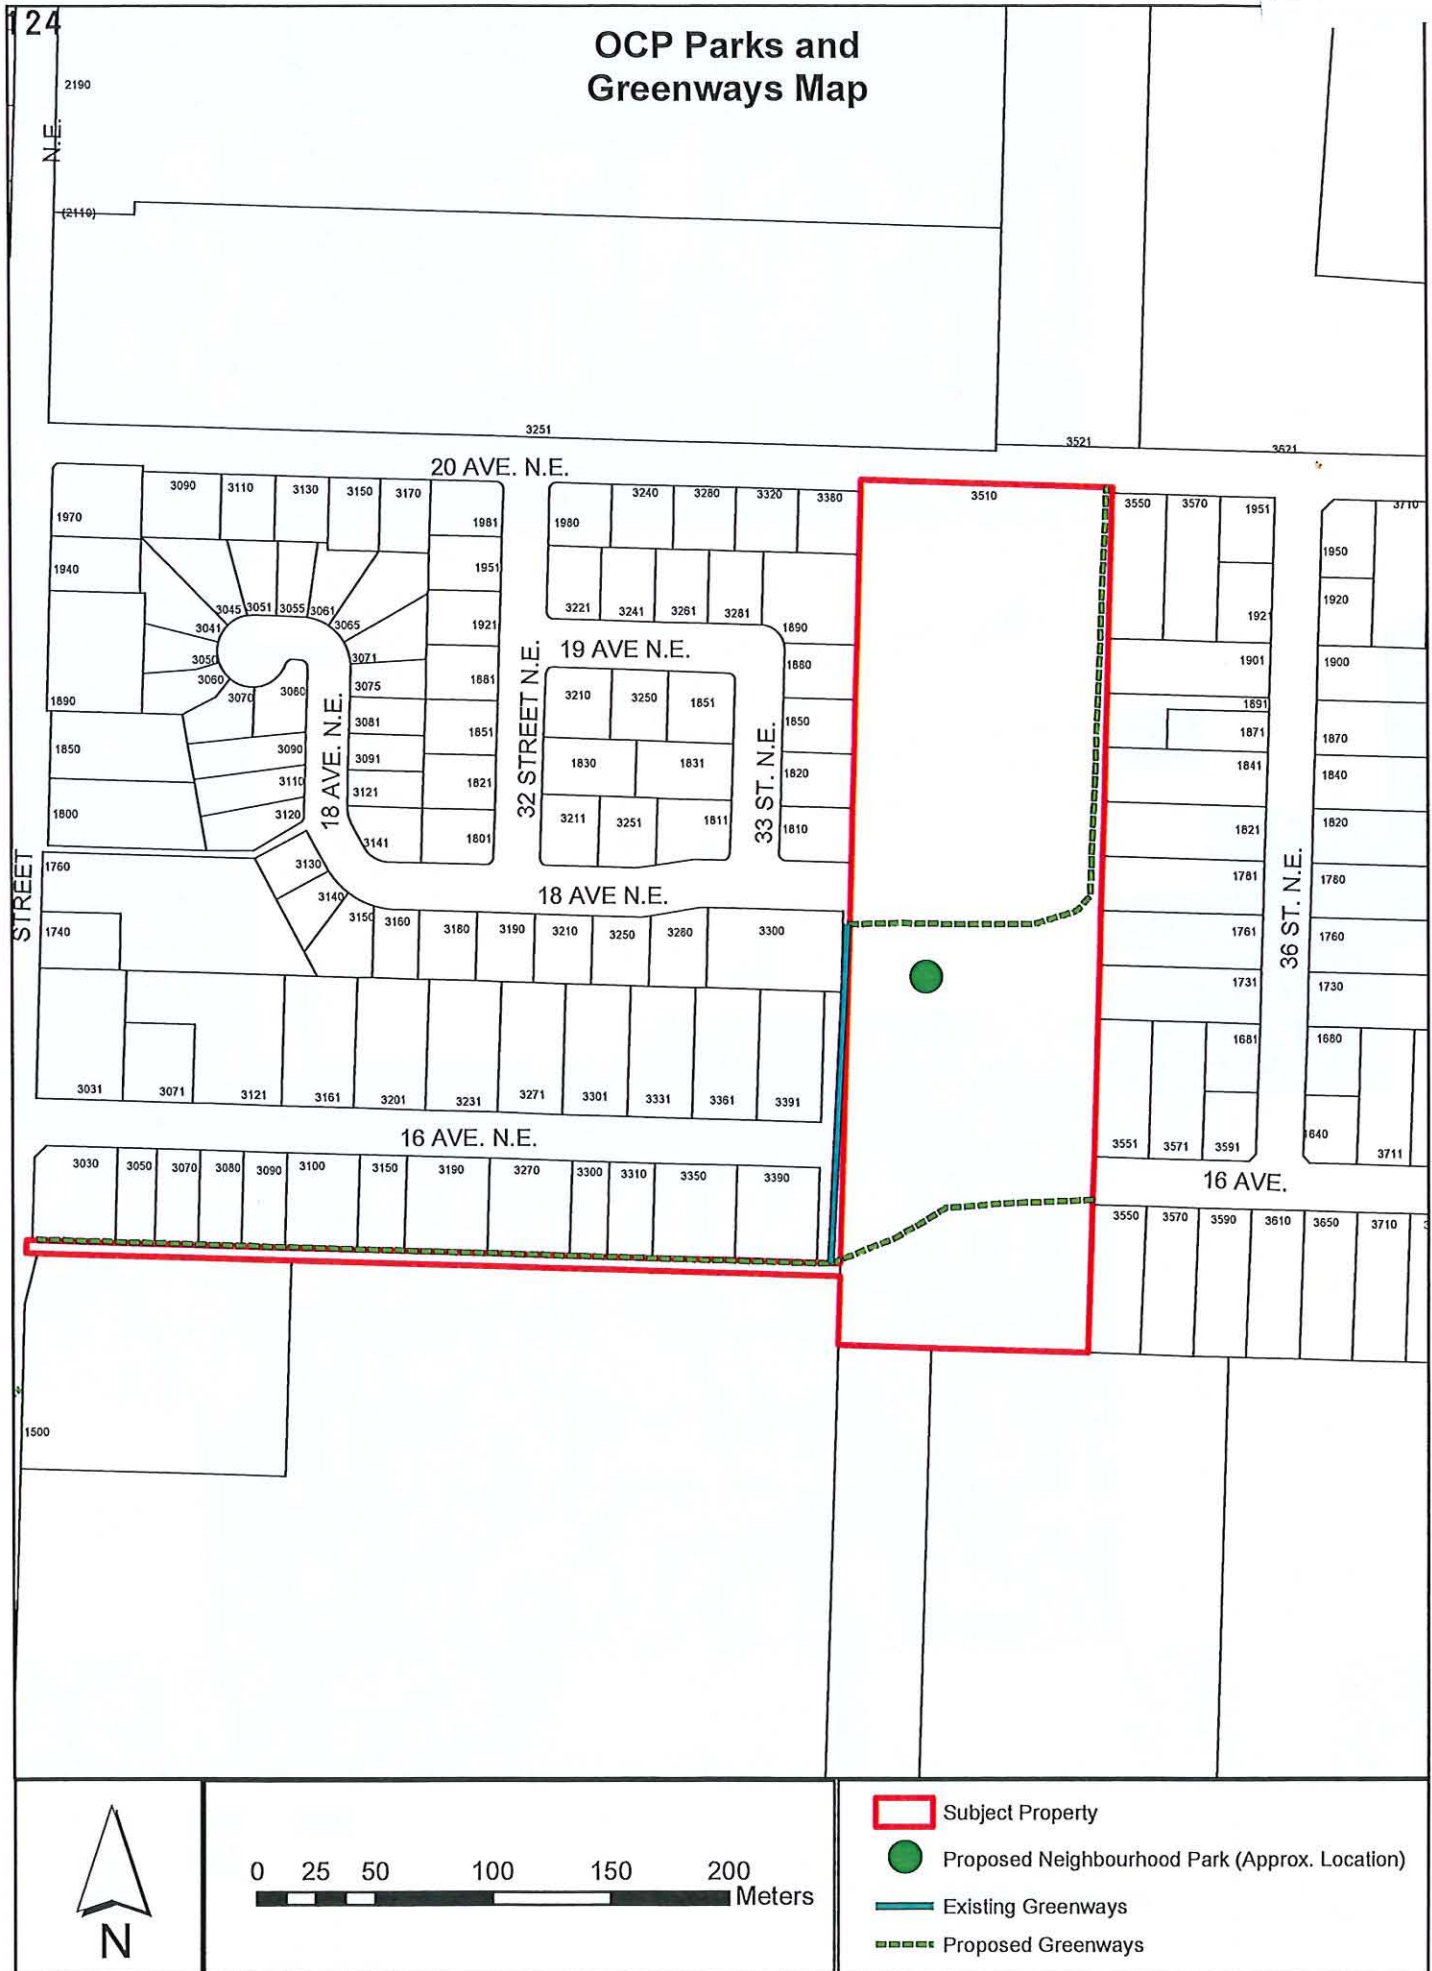 124
OCP Parks and
Greenways Map
2190
N.E.
(2110)
3251
3521
3621
20 AVE. N.E.
3090 3110 3130 3150 3170
1970
1981
1980
3240 3280 3320 3380
3510
3550 3570 1951
3710
1940
1951
1950
1920
3045 3051 3055 3061
3041
3065
3221 3241 3261 3281
1890
1921
1921
3050
3071
19 AVE N.E.
1880
1901
1900
3060
3070
3080
3075
1881
3210 3250 1851
1890
1891
3081
1851
1850
1871
1870
1850
3090
3091
1830 1831
1841
1840
3110
3121
1821
1820
1800
3120
3141
1801
3211 3251 1811
1810
1821
1820
18 AVE. N.E.
32 STREET N.E.
33 ST. N.E.
36 ST. N.E.
STREET
1760
3130
3140
18 AVE N.E.
1781
1780
1740
3150 3160 3180 3190 3210 3250 3280 3300
1761
1760
1731
1730
1681
1680
3031 3071 3121 3161 3201 3231 3271 3301 3331 3361 3391
16 AVE. N.E.
3551 3571 3591
1640
3711
3030 3050 3070 3080 3090 3100 3150 3190 3270 3300 3310 3350 3390
16 AVE.
3550 3570 3590 3610 3650 3710
1500
N
0 25 50 100 150 200
Meters
Subject Property
Proposed Neighbourhood Park (Approx. Location)
Existing Greenways
Proposed Greenways